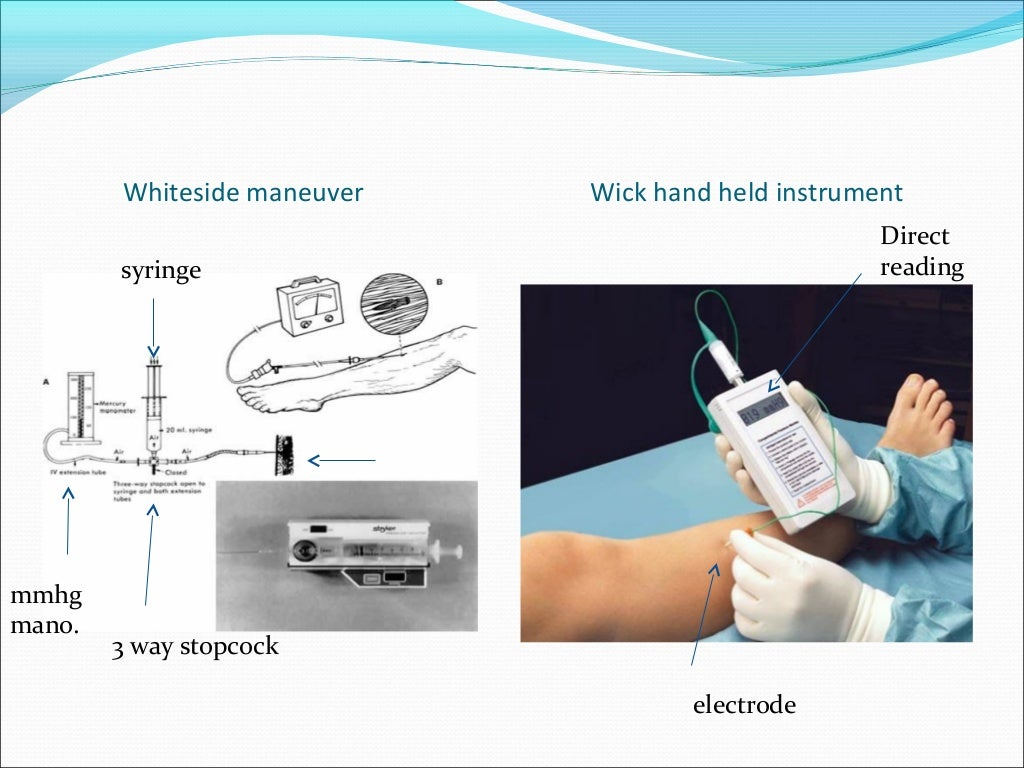 Whiteside maneuver
Wick hand held instrument
Direct
reading
syringe
B
A
Mercury
manometer
20 ml. syringe
Air
Air
Air
IV extension tube
Closed
Three-way stopcock open to
syringe and both extension
tubes
stryker
mmHg
mmhg
mano.
3 way stopcock
electrode